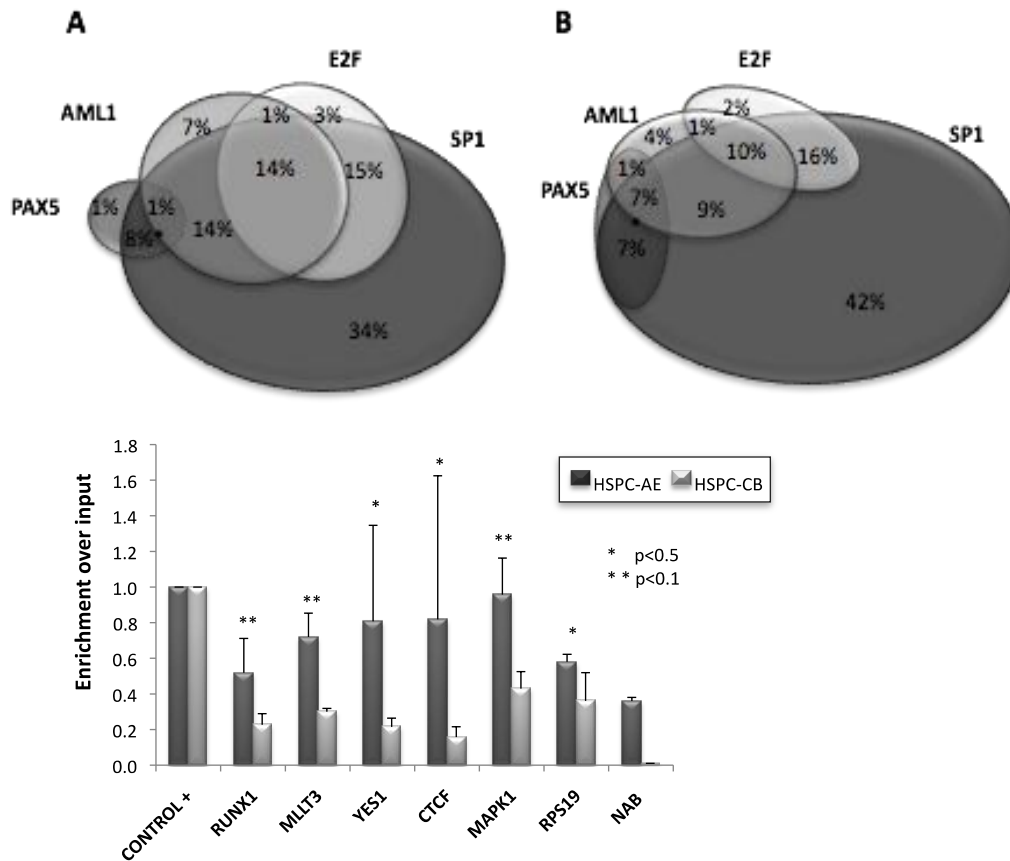 A
B
E2F
AML1
SP1
PAX5
7%
1%
3%
14%
15%
1%
1%
8%
14%
34%
E2F
AML1
SP1
PAX5
2%
4%
1%
10%
16%
1%
7%
9%
7%
42%
Enrichment over input
1.8
1.6
1.4
1.2
1.0
0.8
0.6
0.4
0.2
0.0
**
**
*
*
**
*
HSPC-AE
HSPC-CB
* p<0.5
** p<0.1
CONTROL +
RUNX1
MLLT3
YES1
CTCF
MAPK1
RPS19
NAB